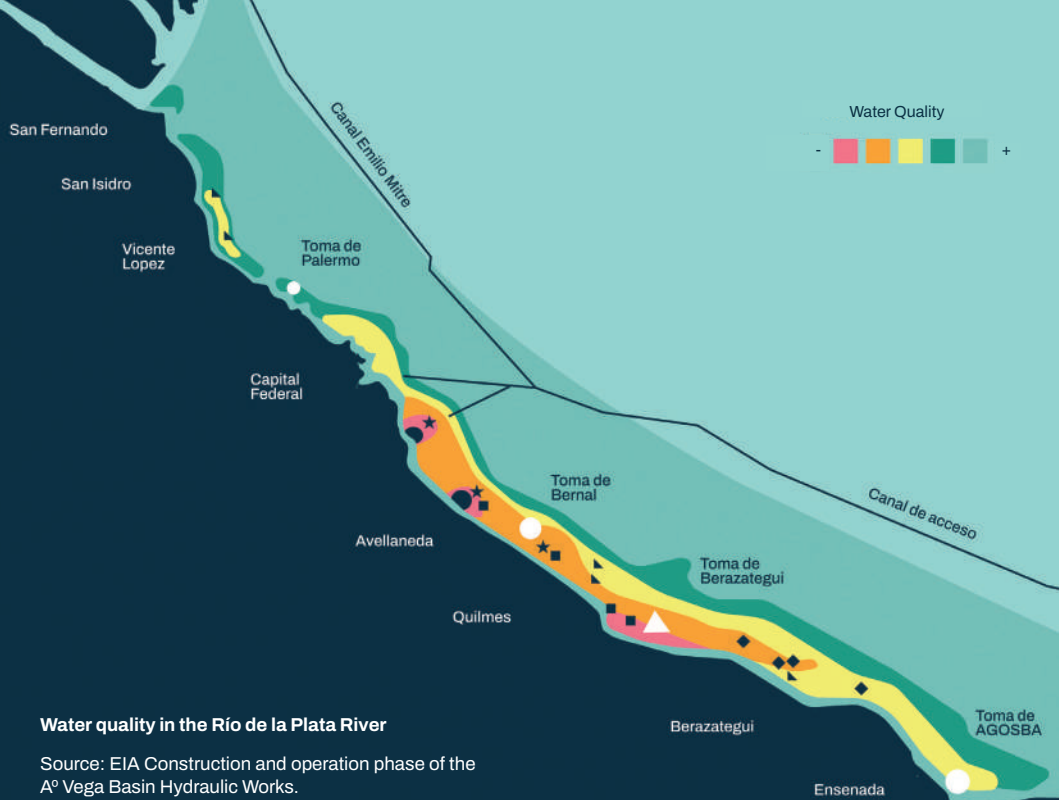 Water Quality
- +
San Fernando
San Isidro
Canal Emilio Mitre
Vicente
Lopez
Toma de
Palermo
Capital
Federal
Toma de
Bernal
Canal de acceso
Avellaneda
Toma de
Berazategui
Quilmes
Berazategui
Toma de
AGOSBA
Ensenada
Water quality in the Río de la Plata River
Source: EIA Construction and operation phase of the
Aº Vega Basin Hydraulic Works.